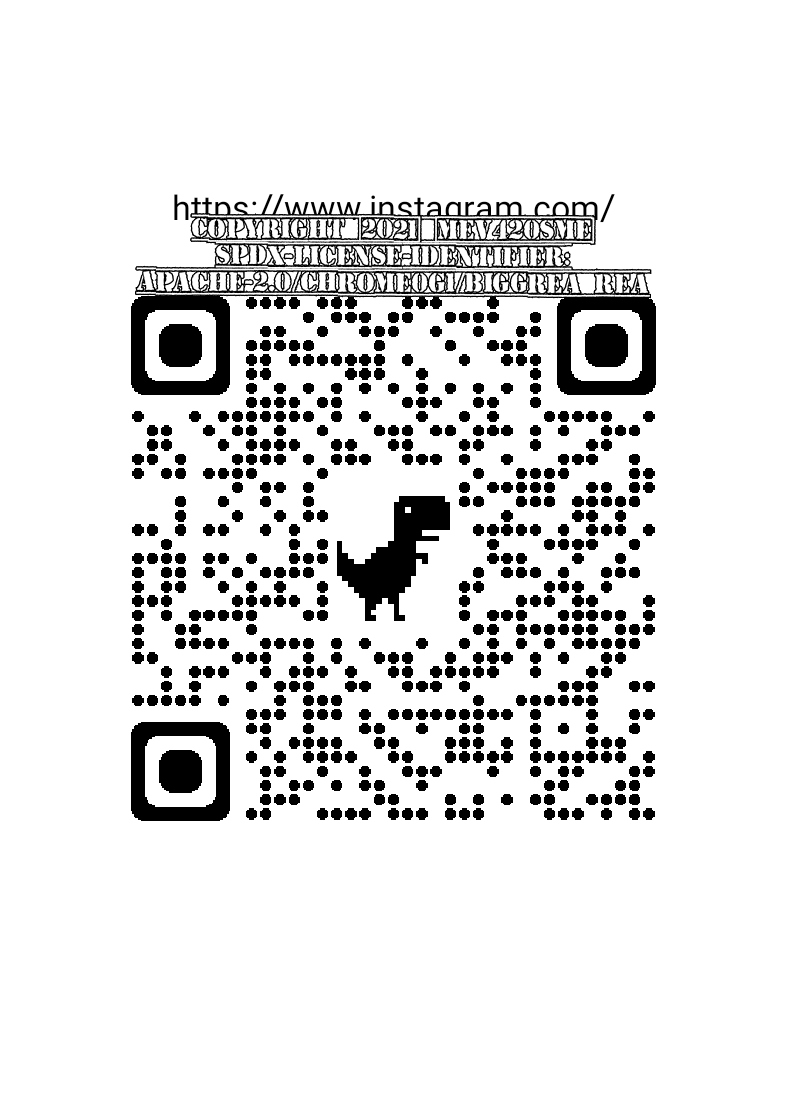 https://www.instagram.com/
COPYRIGHT 2021 MEV420SME
SPDX-LICENSE-IDENTIFIER:
APACHE-2.0/CHROMEOGI/BIGGREA REA